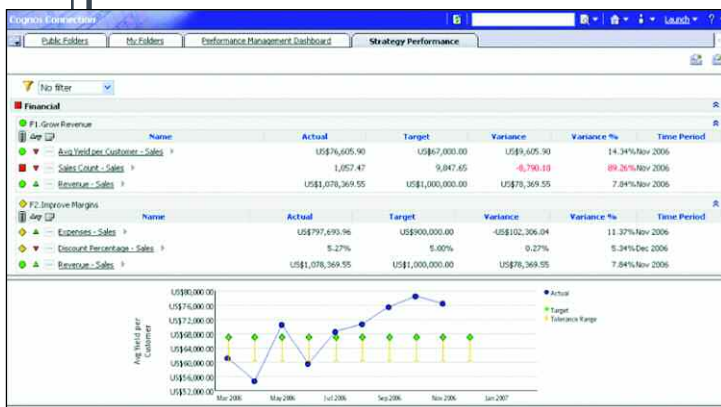 Cognos Connection
Launch ?
Public Folders My Folders Performance Management Dashboard Strategy Performance
No filter
Financial
F1.Grow Revenue
Name Actual Target Variance Variance % Time Period
Avg Yield per Customer - Sales US$76,605.90 US$67,000.00 US$9,605.90 14.34% Nov 2006
Sales Count - Sales 1,057.47 9,847.65 -8,790.18 89.26% Nov 2006
Revenue - Sales US$1,078,369.55 US$1,000,000.00 US$78,369.55 7.84% Nov 2006
F2.Improve Margins
Name Actual Target Variance Variance % Time Period
Expenses - Sales US$797,693.96 US$900,000.00 -US$102,306.04 11.37% Nov 2006
Discount Percentage - Sales 5.27% 5.00% 0.27% 5.34% Dec 2006
Revenue - Sales US$1,078,369.55 US$1,000,000.00 US$78,369.55 7.84% Nov 2006
Avg Yield per
Customer
US$80,000.00
US$76,000.00
US$72,000.00
US$68,000.00
US$64,000.00
US$60,000.00
US$56,000.00
US$52,000.00
Mar 2006 May 2006 Jul 2006 Sep 2006 Nov 2006 Jan 2007
Actual
Target
Tolerance Range